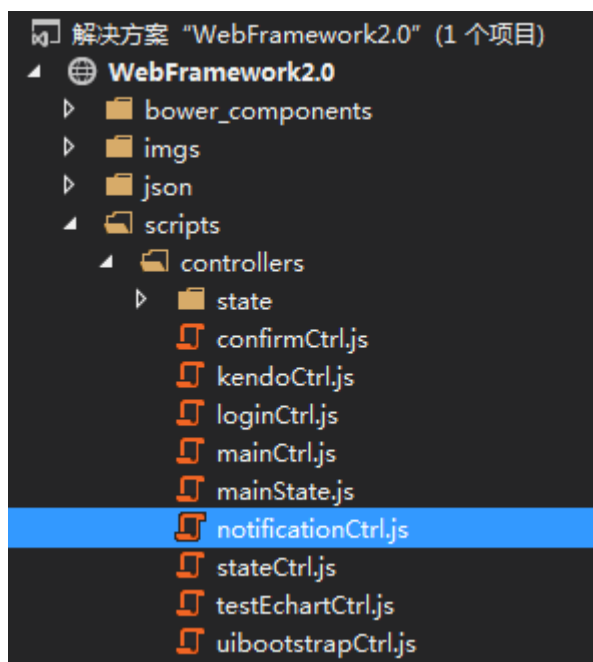 解决方案 “WebFramework2.0” (1 个项目)
WebFramework2.0
bower_components
imgs
json
scripts
controllers
state
confirmCtrl.js
kendoCtrl.js
loginCtrl.js
mainCtrl.js
mainState.js
notificationCtrl.js
stateCtrl.js
testEchartCtrl.js
uibootstrapCtrl.js